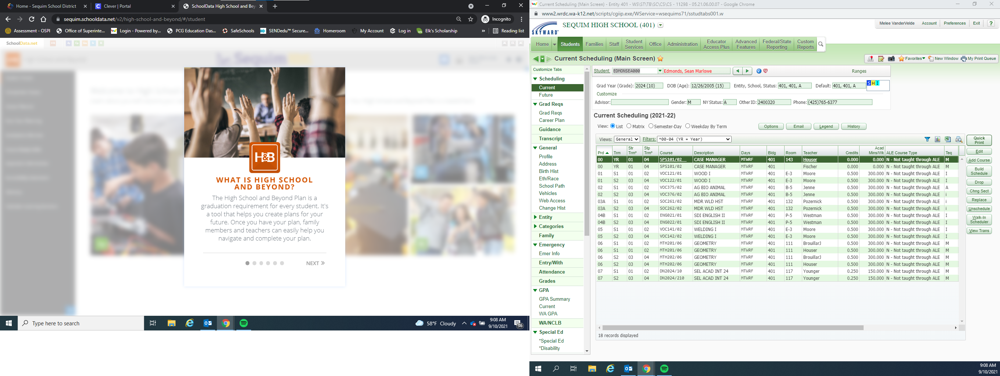 Home - Sequim School District
Clever | Portal
SchoolData High School and Bey
sequim.schooldata.net/v2/high-school-and-beyond/#/student
Incognito
Assessment - OSPI
Office of Superinte...
Login - Powered by...
PCG Education Das...
SafeSchools
SENDedu™ Secure...
Homeroom
My Account
Log in
Elk's Scholarship
»
Reading list
SchoolData.net
Sequim
H&B
WHAT IS HIGH SCHOOL
AND BEYOND?
The High School and Beyond Plan is a
graduation requirement for every student. It's
a tool that helps you create plans for your
future. Once you have your plan, family
members and teachers can easily help you
navigate and complete your plan.
NEXT »
Type here to search
58°F Cloudy
9:08 AM
9/10/2021
36
Current Scheduling (Main Screen) - Entity 401 - WS\ST\TB\SC\CS\CS - 11298 - 05.21.06.00.07 - Google Chrome
www2.wrdc.wa-k12.net/scripts/cgiip.exe/WService=wsequims71/sstudtabs001.w
SKYWARD
SEQUIM HIGH SCHOOL (401)
Melee VanderVelde Account Preferences Exit ?
Home Students Families Staff Student Services Office Administration Educator Access Plus Advanced Features Federal/State Reporting Custom Reports
Current Scheduling (Main Screen)
Favorites New Window My Print Queue
Customize Tabs
Scheduling
Current
Future
Grad Reqs
Grad Reqs
Career Plan
Guidance
Transcript
General
Profile
Address
Birth Hist
Eth/Race
School Path
Vehicles
Web Access
Change Hist
Entity
Categories
Family
Emergency
Emer Info
Entry/With
Attendance
Grades
GPA
GPA Summary
Current
WA GPA
WA/NCLB
Special Ed
*Special Ed
*Disability
Student: EDMONSEA000 Edmonds, Sean Marlowe Ranges
Grad Year (Grade): 2024 (10) DOB (Age): 12/26/2005 (15) Entity, School, Status: 401, 401, A Default: 401, 401, A S H I
Customize
Advisor: Gender: M NY Status: A Other ID: 2400320 Phone: (425)765-6377
Current Scheduling (2021-22)
View: List Matrix Semester-Day Weekday By Term Options Email Legend History
Views: General Filters: *00-04 (YR = Year)
Prd Trm Str Trm* Stp Trm* Course Description Days Bldg Room Teacher Credits Acad Mins/Wk ALE Course Type Teq
00 YR 01 04 SPS101/02 CASE MANAGER MTWRF 401 143 Houser 0.000 0.000 N - Not taught through ALE M
00 YR 01 04 SPS101/02 CASE MANAGER MTWRF 401 Fischer 0.000 0.000 N - Not taught through ALE M
01 S1 01 02 VOC121/01 WOOD I MTWRF 401 E-3 Moore 0.500 300.000 N - Not taught through ALE I
01 S2 03 04 VOC122/01 WOOD I MTWRF 401 E-3 Moore 0.500 300.000 N - Not taught through ALE I
02 S1 01 02 VOC375/02 AG BIO ANIMAL MTWRF 401 B-5 Jenne 0.500 300.000 N - Not taught through ALE A
02 S2 03 04 VOC376/02 AG BIO ANIMAL MTWRF 401 B-5 Jenne 0.500 300.000 N - Not taught through ALE i
03A S1 01 02 SOC261/02 MDR WLD HST MTWRF 401 132 Pozernick 0.500 300.000 N - Not taught through ALE i
03A S2 03 04 SOC262/02 MDR WLD HST MTWRF 401 132 Pozernick 0.500 300.000 N - Not taught through ALE i
04B S1 01 02 ENG021/01 SDI ENGLISH II MTWRF 401 P-5 Westman 0.500 300.000 N - Not taught through ALE I
04B S2 03 04 ENG022/01 SDI ENGLISH II MTWRF 401 P-5 Westman 0.500 300.000 N - Not taught through ALE I
05 S1 01 02 VOC141/02 WELDING I MTWRF 401 E-3 Moore 0.500 300.000 N - Not taught through ALE I
05 S2 03 04 VOC142/02 WELDING I MTWRF 401 E-3 Moore 0.500 300.000 N - Not taught through ALE I
06 S1 01 02 MTH201/06 GEOMETRY MTWRF 401 111 BrouillarJ 0.500 300.000 N - Not taught through ALE M
06 S1 01 02 MTH201/06 GEOMETRY MTWRF 401 111 Houser 0.500 300.000 N - Not taught through ALE M
06 S2 03 04 MTH202/06 GEOMETRY MTWRF 401 111 BrouillarJ 0.500 300.000 N - Not taught through ALE M
06 S2 03 04 MTH202/06 GEOMETRY MTWRF 401 111 Houser 0.500 300.000 N - Not taught through ALE M
07 S1 01 02 DN2024/10 SEL ACAD INT 24 MTWRF 401 117 Younger 0.250 150.000 N - Not taught through ALE M
07 S2 03 04 DN2024/210 SEL ACAD INT 24 MTWRF 401 117 Younger 0.250 150.000 N - Not taught through ALE M
18 records displayed
Quick Print
Edit
Add Course
Build Schedule
Drop
Chng Sect
Replace
Unschedule
Walk-In Scheduler
View Trans
9:08 AM
9/10/2021